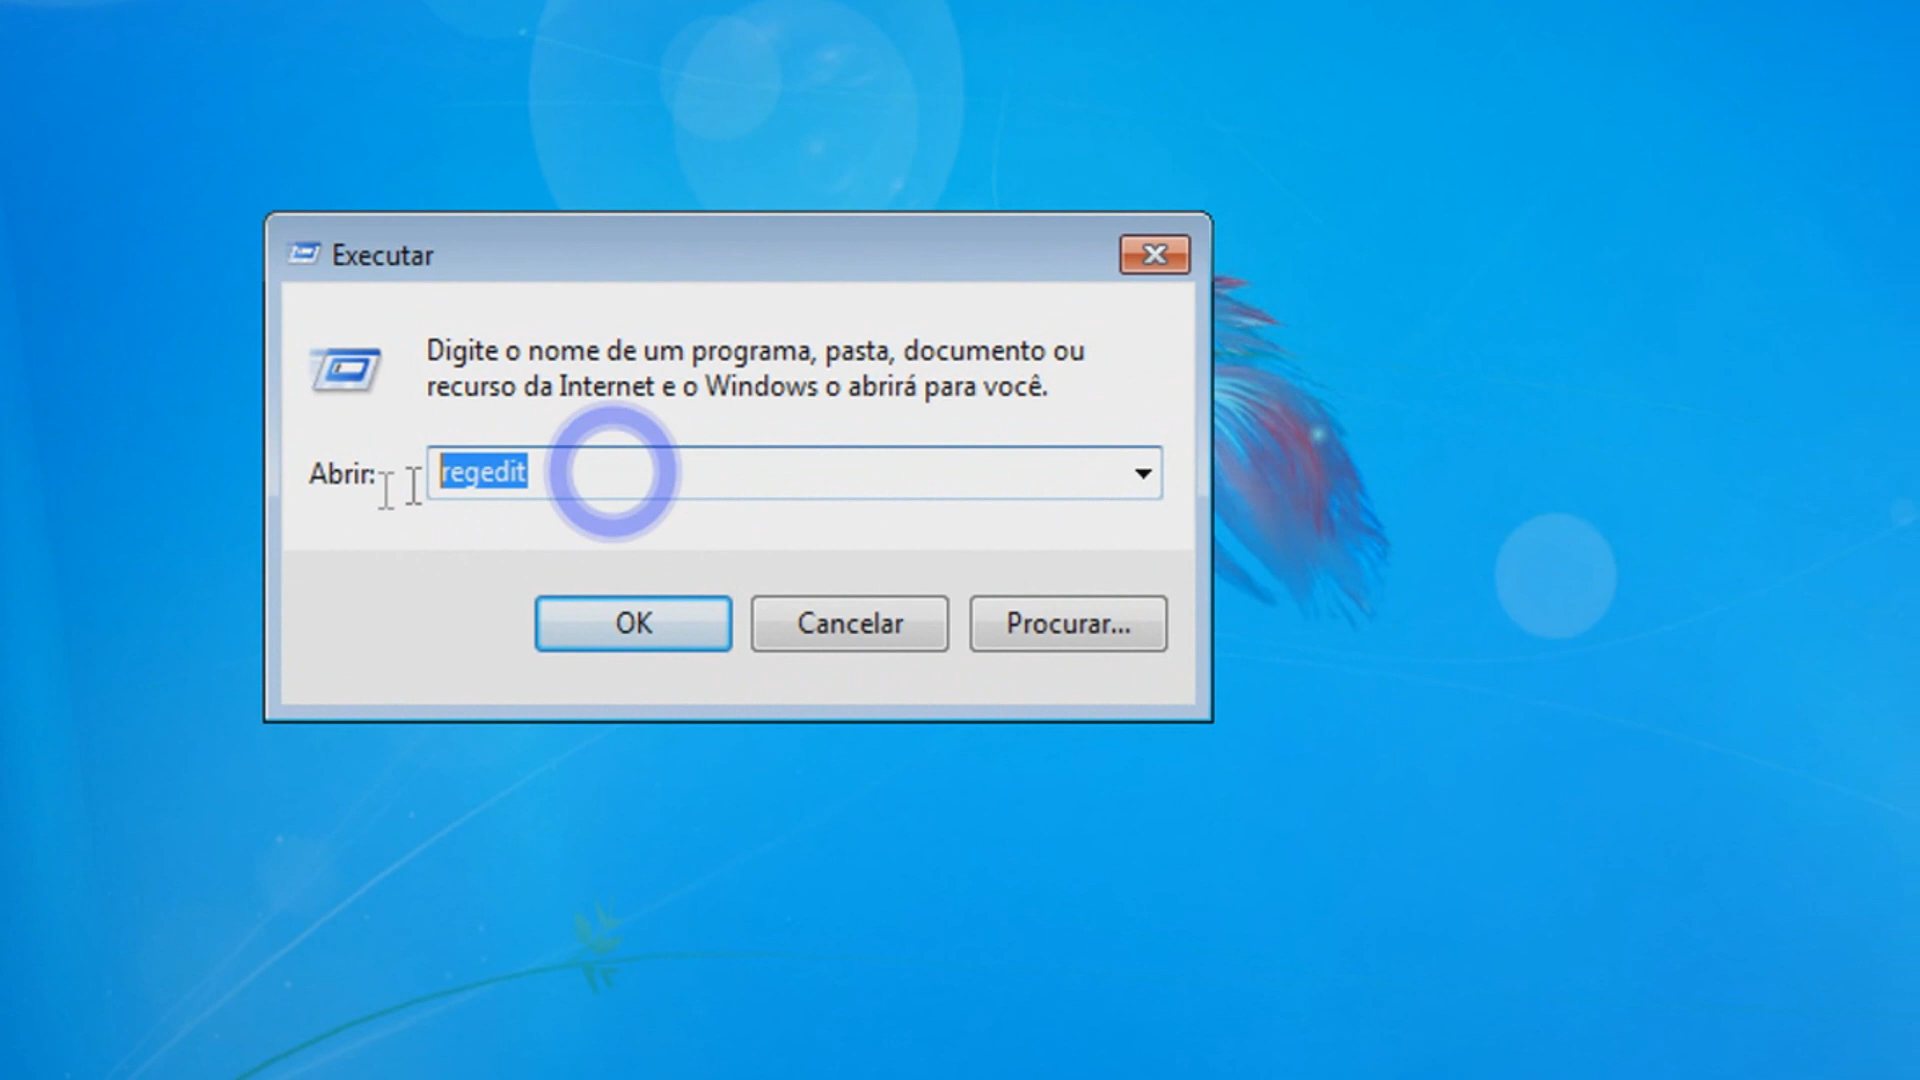 Executar
Digite o nome de um programa, pasta, documento ou
recurso da Internet e o Windows o abrirá para você.
Abrir: regedit
OK Cancelar Procurar...